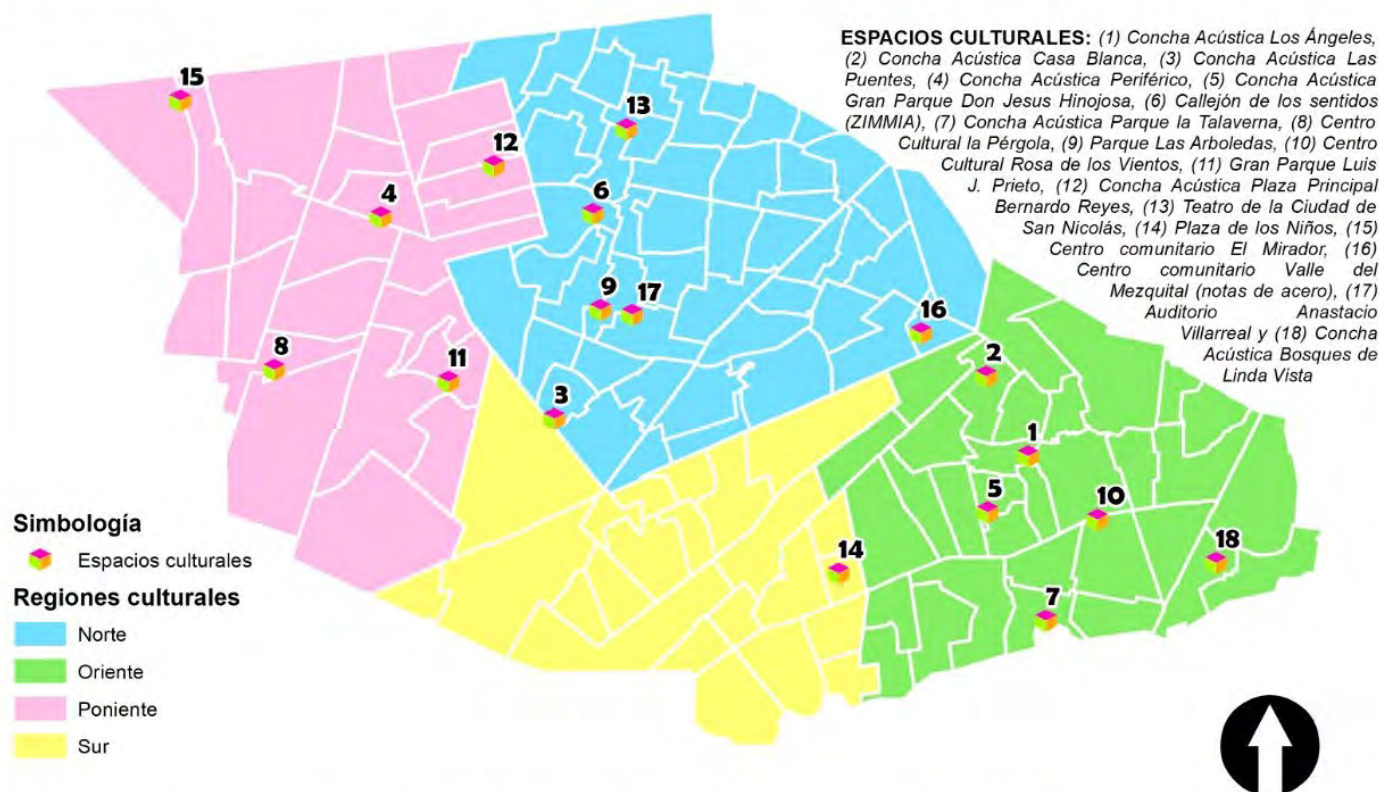 ESPACIOS CULTURALES: (1) Concha Acústica Los Ángeles,
(2) Concha Acústica Casa Blanca, (3) Concha Acústica Las
Puentes, (4) Concha Acústica Periférico, (5) Concha Acústica
Gran Parque Don Jesus Hinojosa, (6) Callejón de los sentidos
(ZIMMIA), (7) Concha Acústica Parque la Talaverna, (8) Centro
Cultural la Pérgola, (9) Parque Las Arboledas, (10) Centro
Cultural Rosa de los Vientos, (11) Gran Parque Luis
J. Prieto, (12) Concha Acústica Plaza Principal
Bernardo Reyes, (13) Teatro de la Ciudad de
San Nicolás, (14) Plaza de los Niños, (15)
Centro comunitario El Mirador, (16)
Centro comunitario Valle del
Mezquital (notas de acero), (17)
Auditorio Anastacio
Villarreal y (18) Concha
Acústica Bosques de
Linda Vista
15
13
12
4
6
9
17
16
8
11
2
3
1
5
10
14
18
7
Simbología
Espacios culturales
Regiones culturales
Norte
Oriente
Poniente
Sur